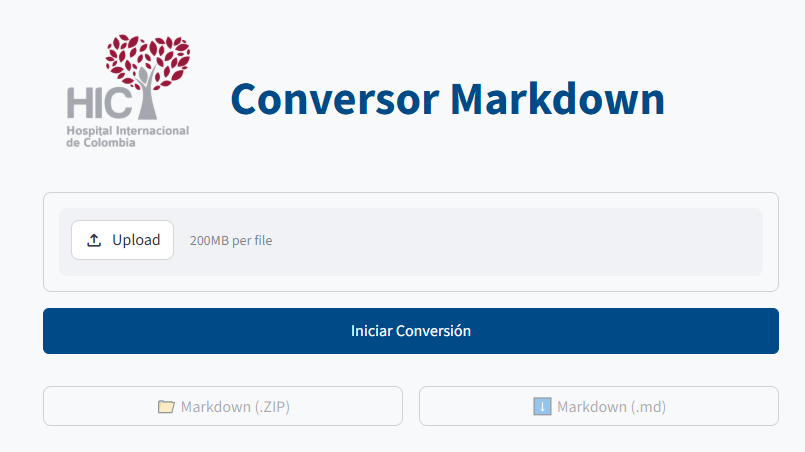 HIC
Hospital Internacional
de Colombia
Conversor Markdown
Upload
200MB per file
Iniciar Conversión
Markdown (.ZIP)
Markdown (.md)